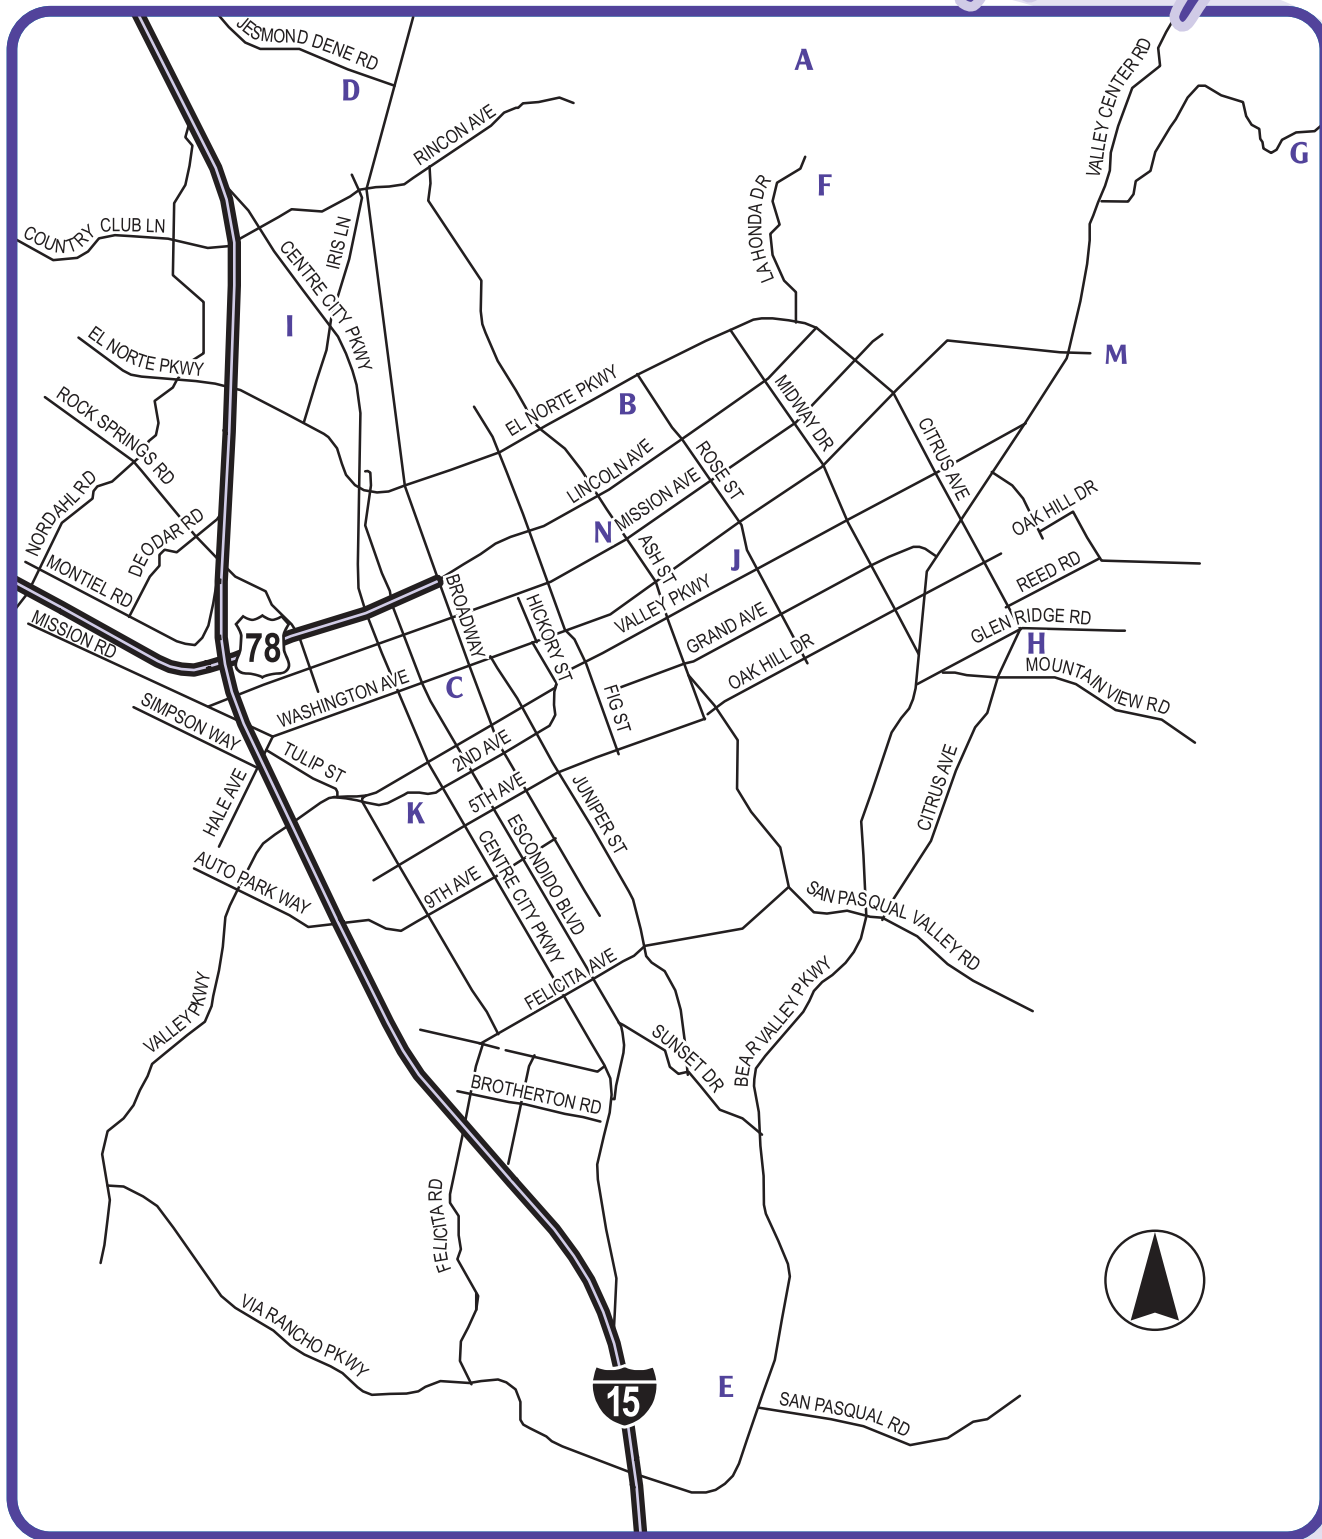 JESMOND DENE RD
A
VALLEY CENTER RD
D
RINCON AVE
G
F
LA HONDA DR
COUNTRY CLUB LN
IRIS LN
CENTRE CITY PKWY
I
EL NORTE PKWY
M
ROCK SPRINGS RD
EL NORTE PKWY
B
MIDWAY DR
CITRUS AVE
LINCOLN AVE
ROSE ST
NORDAHL RD
MISSION AVE
OAK HILL DR
DEODAR RD
N
ASH ST
J
MONTIEL RD
REED RD
BROADWAY
HICKORY ST
VALLEY PKWY
MISSION RD
78
GRAND AVE
GLEN RIDGE RD
H
OAK HILL DR
MOUNTAIN VIEW RD
WASHINGTON AVE
C
FIG ST
SIMPSON WAY
TULIP ST
2ND AVE
HALE AVE
5TH AVE
K
JUNIPER ST
CITRUS AVE
ESCONDIDO BLVD
CENTRE CITY PKWY
AUTO PARK WAY
9TH AVE
SAN PASQUAL VALLEY RD
FELICITA AVE
VALLEY PKWY
BEAR VALLEY PKWY
SUNSET DR
BROTHERTON RD
FELICITA RD
VIA RANCHO PKWY
15
E
SAN PASQUAL RD